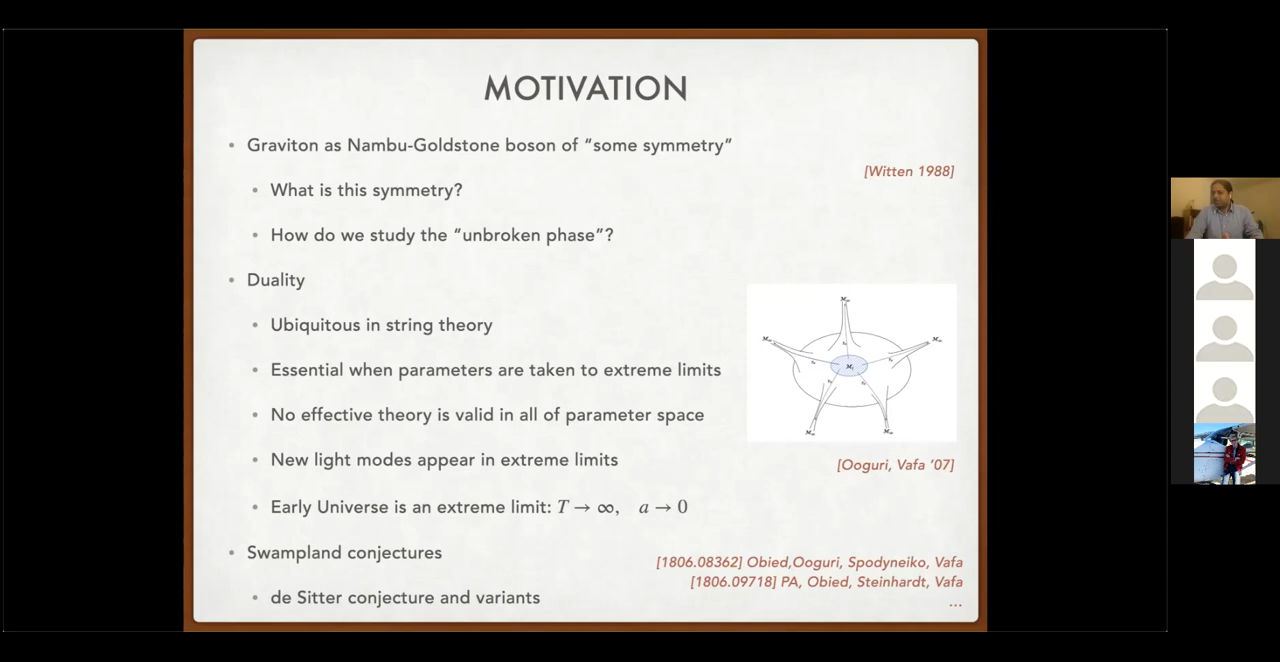 MOTIVATION
• Graviton as Nambu-Goldstone boson of “some symmetry”
[Witten 1988]
• What is this symmetry?
• How do we study the “unbroken phase”?
• Duality
• Ubiquitous in string theory
• Essential when parameters are taken to extreme limits
• No effective theory is valid in all of parameter space
• New light modes appear in extreme limits
[Ooguri, Vafa ‘07]
• Early Universe is an extreme limit: T → ∞, a → 0
• Swampland conjectures
[1806.08362] Obied,Ooguri, Spodyneiko, Vafa
[1806.09718] PA, Obied, Steinhardt, Vafa
• de Sitter conjecture and variants
...